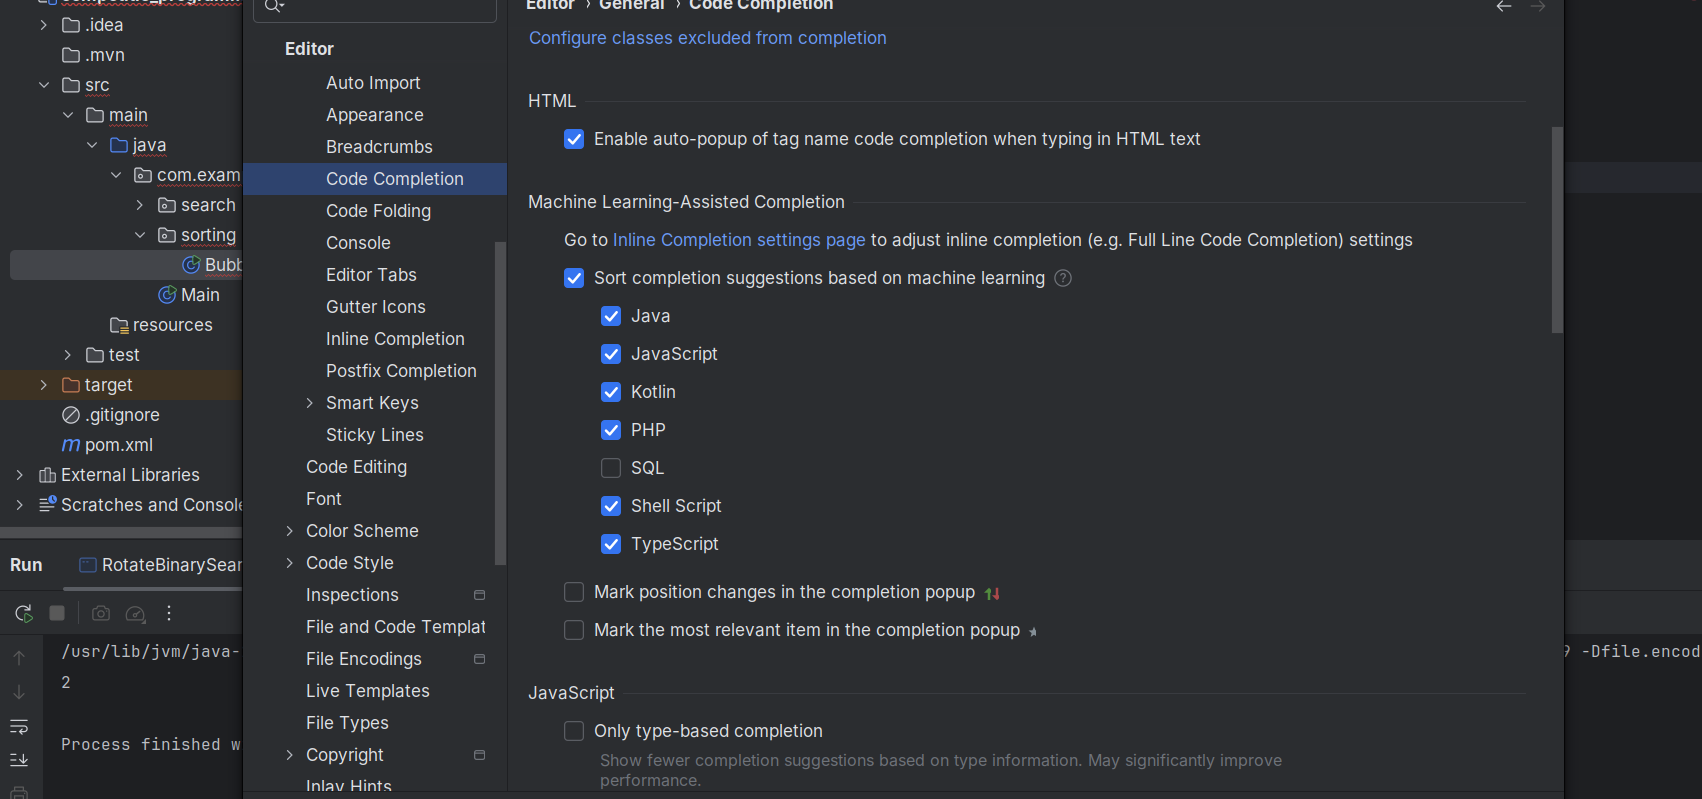 .idea
.mvn
src
main
java
com.exam
search
sorting
Bubb
Main
resources
test
target
.gitignore
pom.xml
External Libraries
Scratches and Console
Run
RotateBinarySear
/usr/lib/jvm/java-
2
Process finished w
Editor
Auto Import
Appearance
Breadcrumbs
Code Completion
Code Folding
Console
Editor Tabs
Gutter Icons
Inline Completion
Postfix Completion
Smart Keys
Sticky Lines
Code Editing
Font
Color Scheme
Code Style
Inspections
File and Code Templat
File Encodings
Live Templates
File Types
Copyright
Inlay Hints
Editor › General › Code Completion
Configure classes excluded from completion
HTML
Enable auto-popup of tag name code completion when typing in HTML text
Machine Learning-Assisted Completion
Go to Inline Completion settings page to adjust inline completion (e.g. Full Line Code Completion) settings
Sort completion suggestions based on machine learning
Java
JavaScript
Kotlin
PHP
SQL
Shell Script
TypeScript
Mark position changes in the completion popup
Mark the most relevant item in the completion popup
JavaScript
Only type-based completion
Show fewer completion suggestions based on type information. May significantly improve
performance.
-Dfile.encod